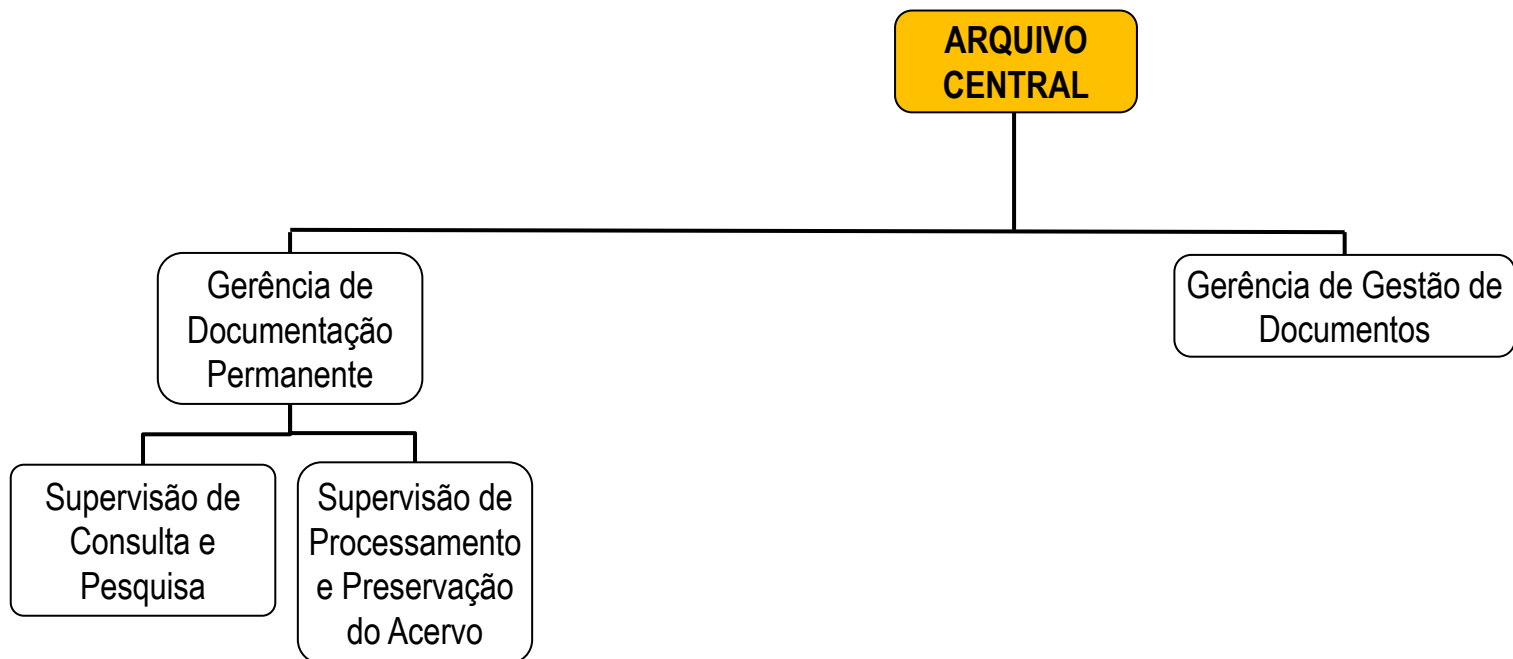 ARQUIVO
CENTRAL
Gerência de
Documentação
Permanente
Gerência de Gestão de
Documentos
Supervisão de
Consulta e
Pesquisa
Supervisão de
Processamento
e Preservação
do Acervo